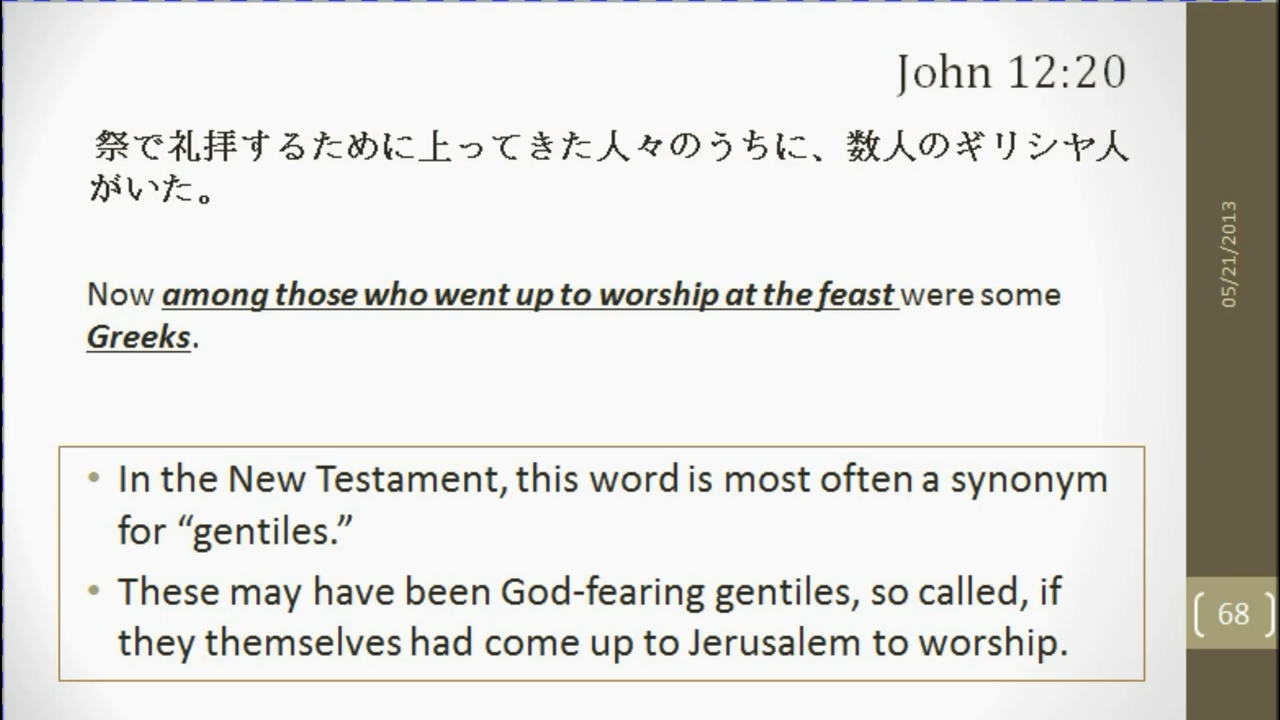 John 12:20
祭で礼拝するために上ってきた人々のうちに、数人のギリシヤ人
がいた。
Now among those who went up to worship at the feast were some
Greeks.
• In the New Testament, this word is most often a synonym
for “gentiles.”
• These may have been God-fearing gentiles, so called, if
they themselves had come up to Jerusalem to worship.
05/21/2013
68